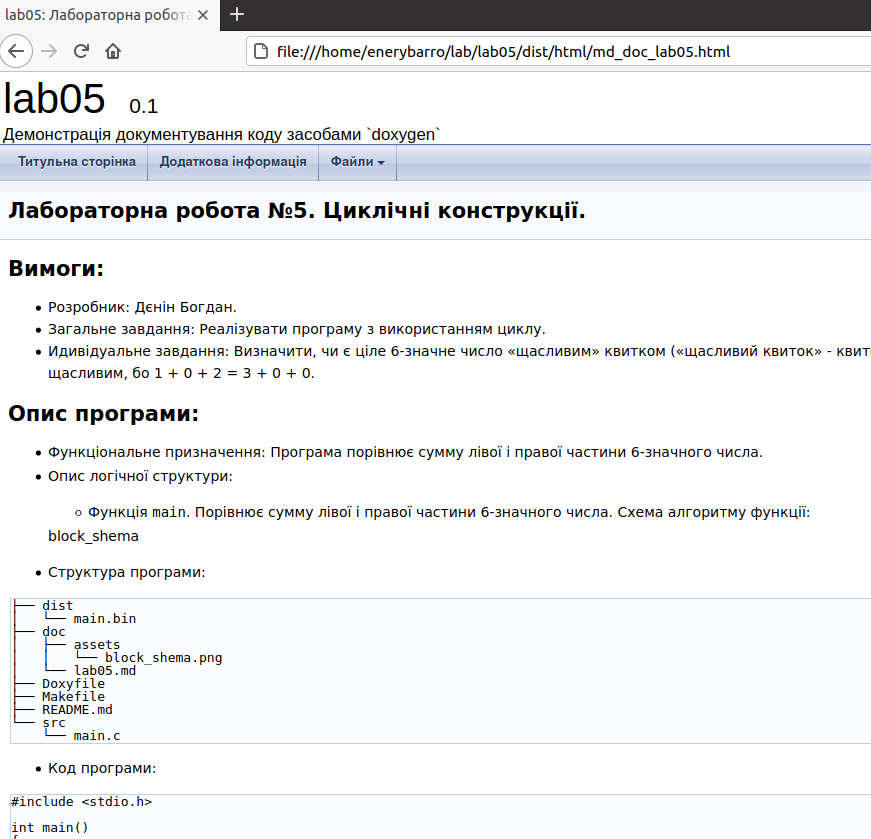 lab05: Лабораторна робота
file:///home/enerybarro/lab/lab05/dist/html/md_doc_lab05.html
lab05 0.1
Демонстрація документування коду засобами `doxygen`
Титульна сторінка Додаткова інформація Файли
Лабораторна робота №5. Циклічні конструкції.
Вимоги:
• Розробник: Дєнін Богдан.
• Загальне завдання: Реалізувати програму з використанням циклу.
• Идивідуальне завдання: Визначити, чи є ціле 6-значне число «щасливим» квитком («щасливий квиток» - квит
щасливим, бо 1 + 0 + 2 = 3 + 0 + 0.
Опис програми:
• Функціональне призначення: Програма порівнює сумму лівої і правої частини 6-значного числа.
• Опис логічної структури:
◦ Функція main. Порівнює сумму лівої і правої частини 6-значного числа. Схема алгоритму функції:
block_shema
• Структура програми:
├── dist
│   └── main.bin
├── doc
│   ├── assets
│   │   └── block_shema.png
│   └── lab05.md
├── Doxyfile
├── Makefile
├── README.md
└── src
    └── main.c
• Код програми:
#include <stdio.h>
int main()
{